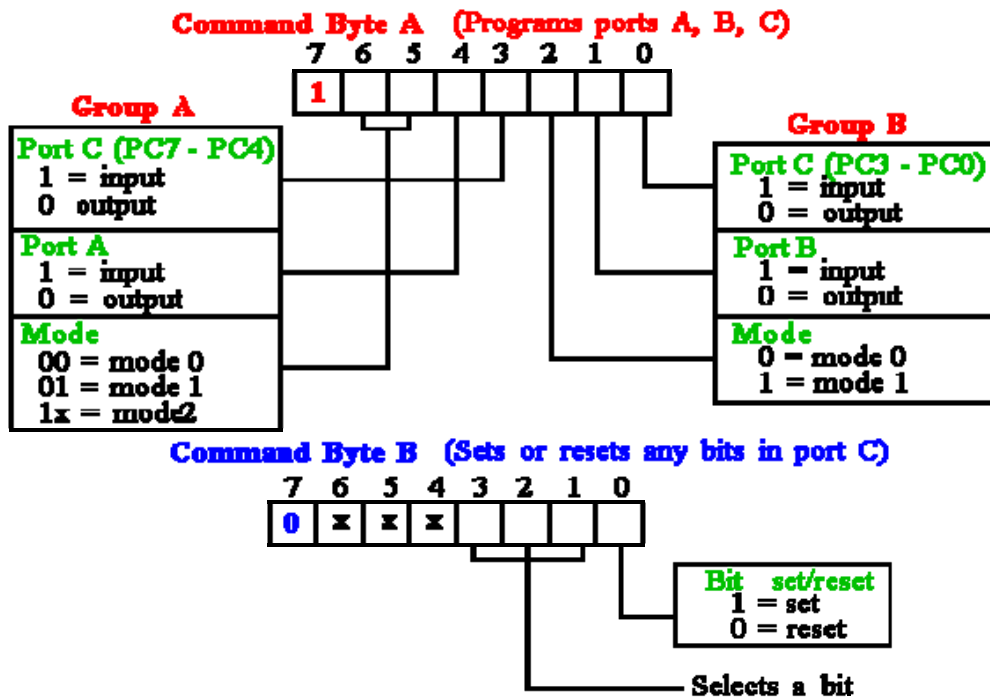 Command Byte A (Programs ports A, B, C)
7 6 5 4 3 2 1 0
1
Group A
Port C (PC7 - PC4)
1 = input
0 output
Port A
1 = input
0 = output
Mode
00 = mode 0
01 = mode 1
1x = mode2
Group B
Port C (PC3 - PC0)
1 = input
0 = output
Port B
1 - input
0 = output
Mode
0 - mode 0
1 = mode 1
Command Byte B (Sets or resets any bits in port C)
7 6 5 4 3 2 1 0
0 x x x
Bit set/reset
1 = set
0 = reset
Selects a bit